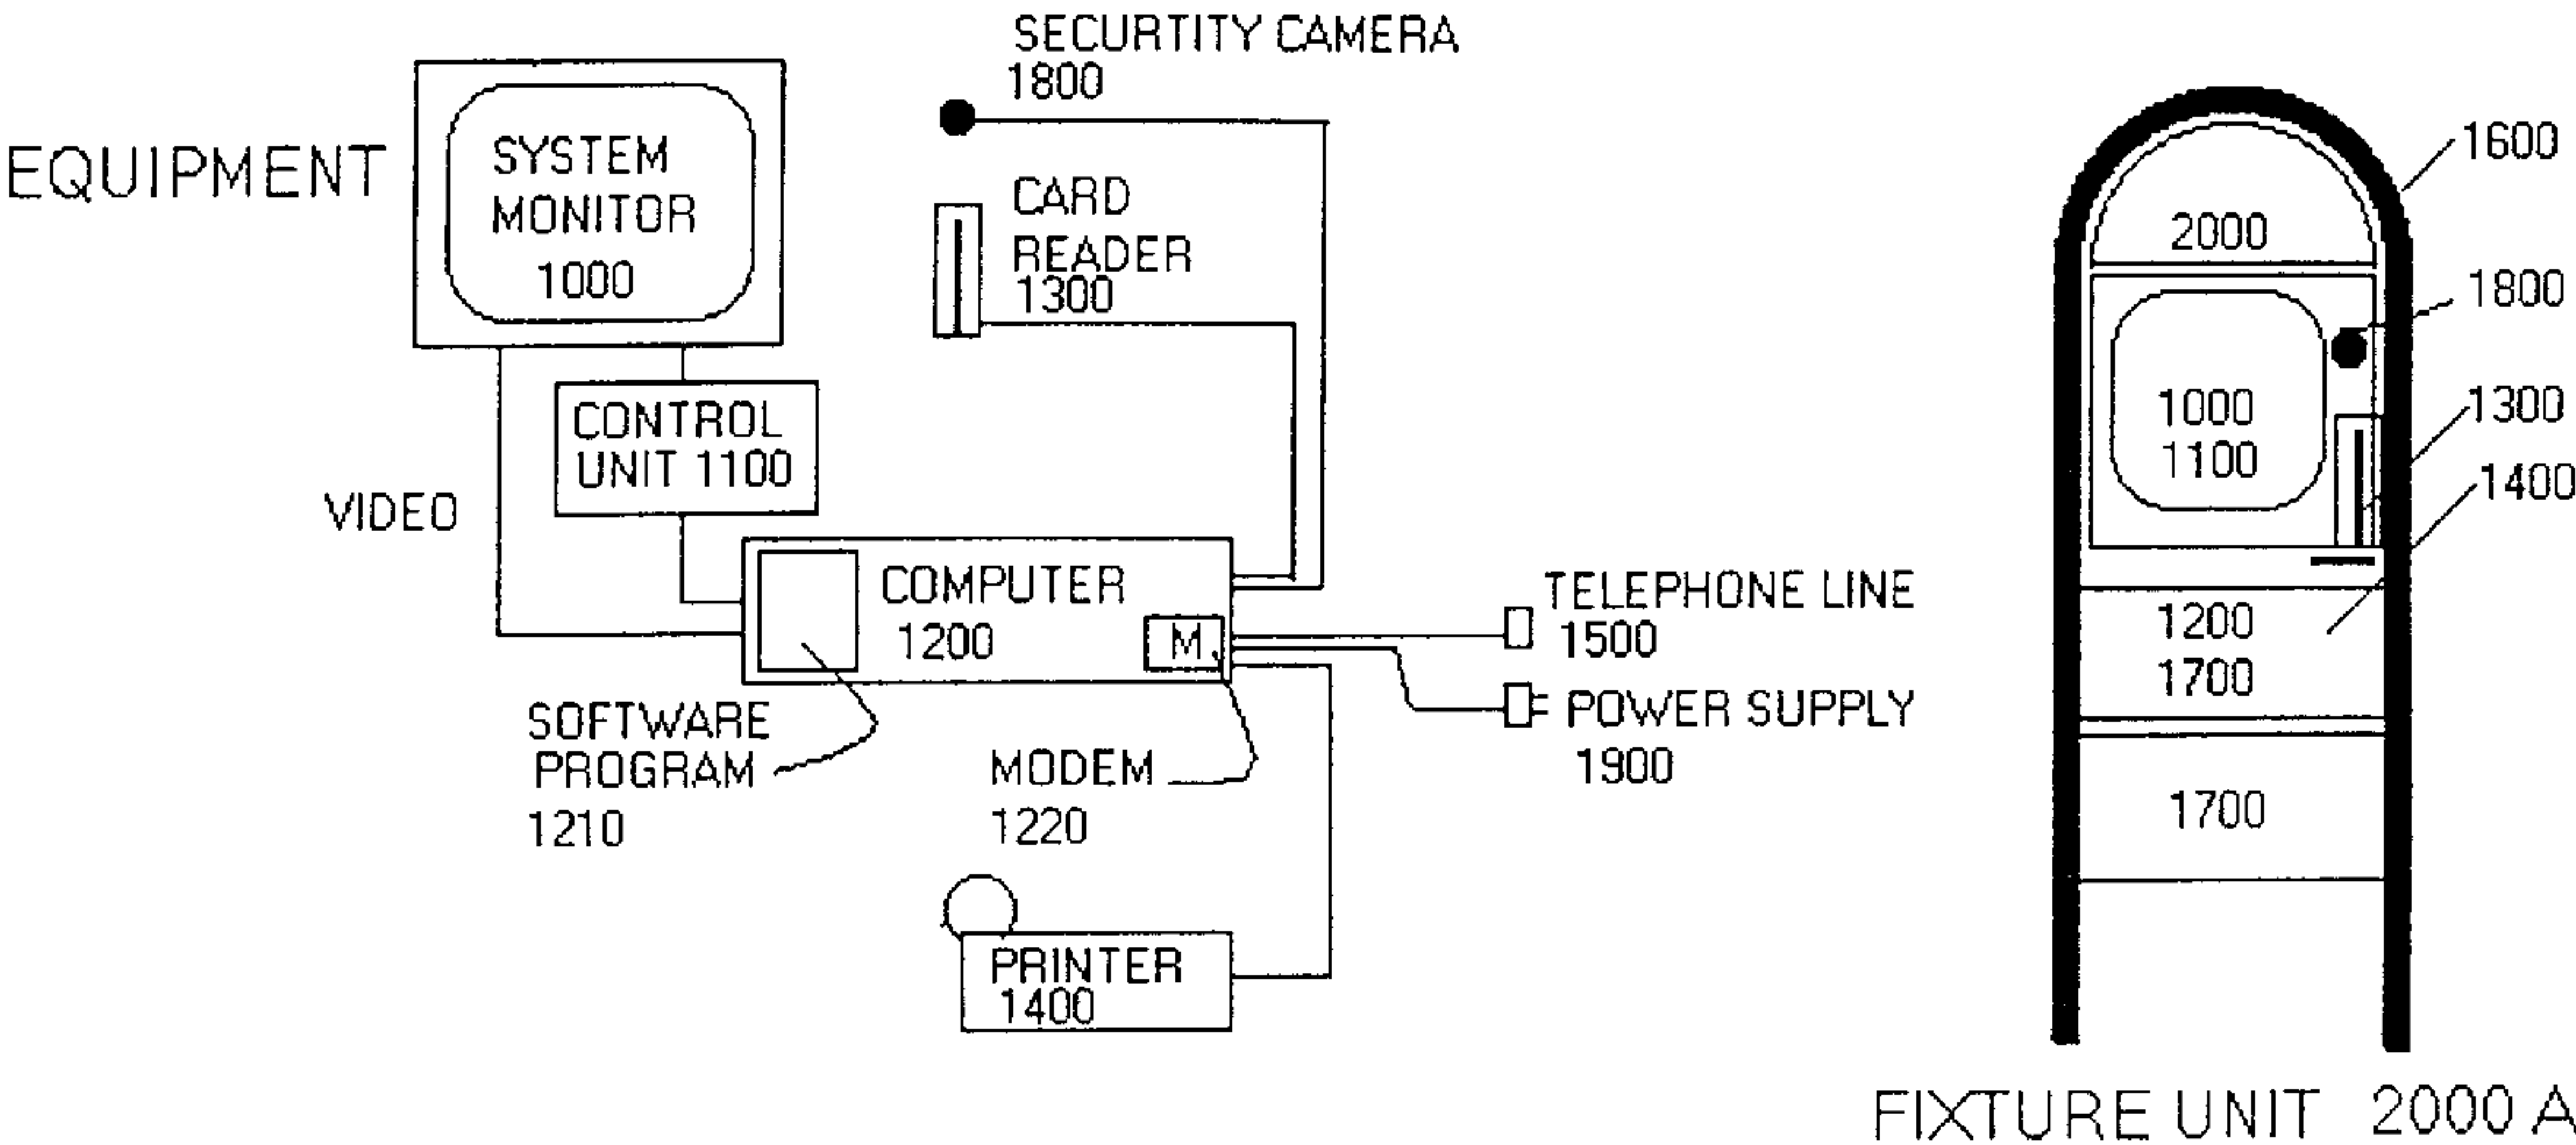 EQUIPMENT
SYSTEM
MONITOR
1000
SECURTITY CAMERA
1800
CARD
READER
1300
CONTROL
UNIT 1100
VIDEO
COMPUTER
1200
M
SOFTWARE
PROGRAM
1210
MODEM
1220
TELEPHONE LINE
1500
POWER SUPPLY
1900
PRINTER
1400
1600
2000
1800
1000
1100
1300
1400
1200
1700
1700
FIXTURE UNIT 2000 A